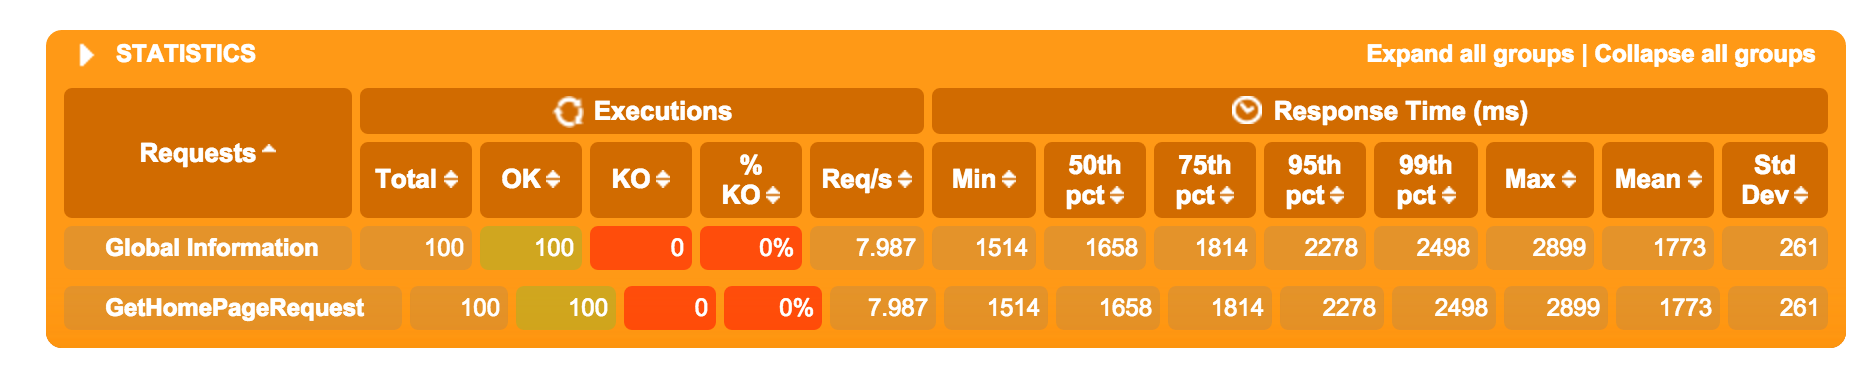 STATISTICS Expand all groups | Collapse all groups
Requests Executions Response Time (ms)
Total OK KO % KO Req/s Min 50th pct 75th pct 95th pct 99th pct Max Mean Std Dev
Global Information 100 100 0 0% 7.987 1514 1658 1814 2278 2498 2899 1773 261
GetHomePageRequest 100 100 0 0% 7.987 1514 1658 1814 2278 2498 2899 1773 261